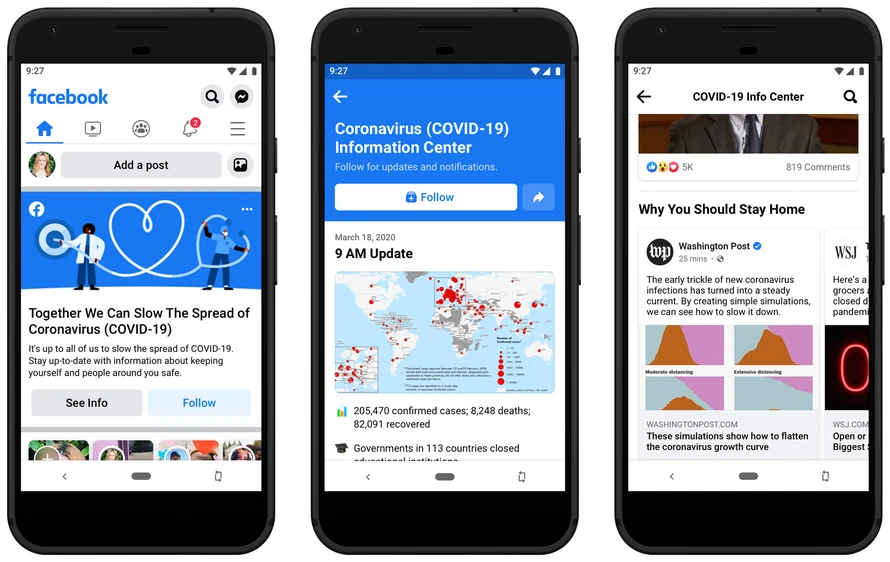 9:27
facebook
2
Add a post
Together We Can Slow The Spread of
Coronavirus (COVID-19)
It's up to all of us to slow the spread of COVID-19.
Stay up-to-date with information about keeping
yourself and people around you safe.
See Info
Follow
9:27
Coronavirus (COVID-19)
Information Center
Follow for updates and notifications.
Follow
March 18, 2020
9 AM Update
205,470 confirmed cases; 8,248 deaths;
82,091 recovered
Governments in 113 countries closed
educational institutions
9:27
COVID-19 Info Center
5K
819 Comments
Why You Should Stay Home
wp
Washington Post
25 mins ·
The early trickle of new coronavirus
infections has turned into a steady
current. By creating simple simulations,
we can see how to slow it down.
Moderate distancing
Extensive distancing
WASHINGTONPOST.COM
These simulations show how to flatten
the coronavirus growth curve
WSJ
Here's a
grocers a
closed d
pandemi
WSJ.COM
Open or
Biggest S